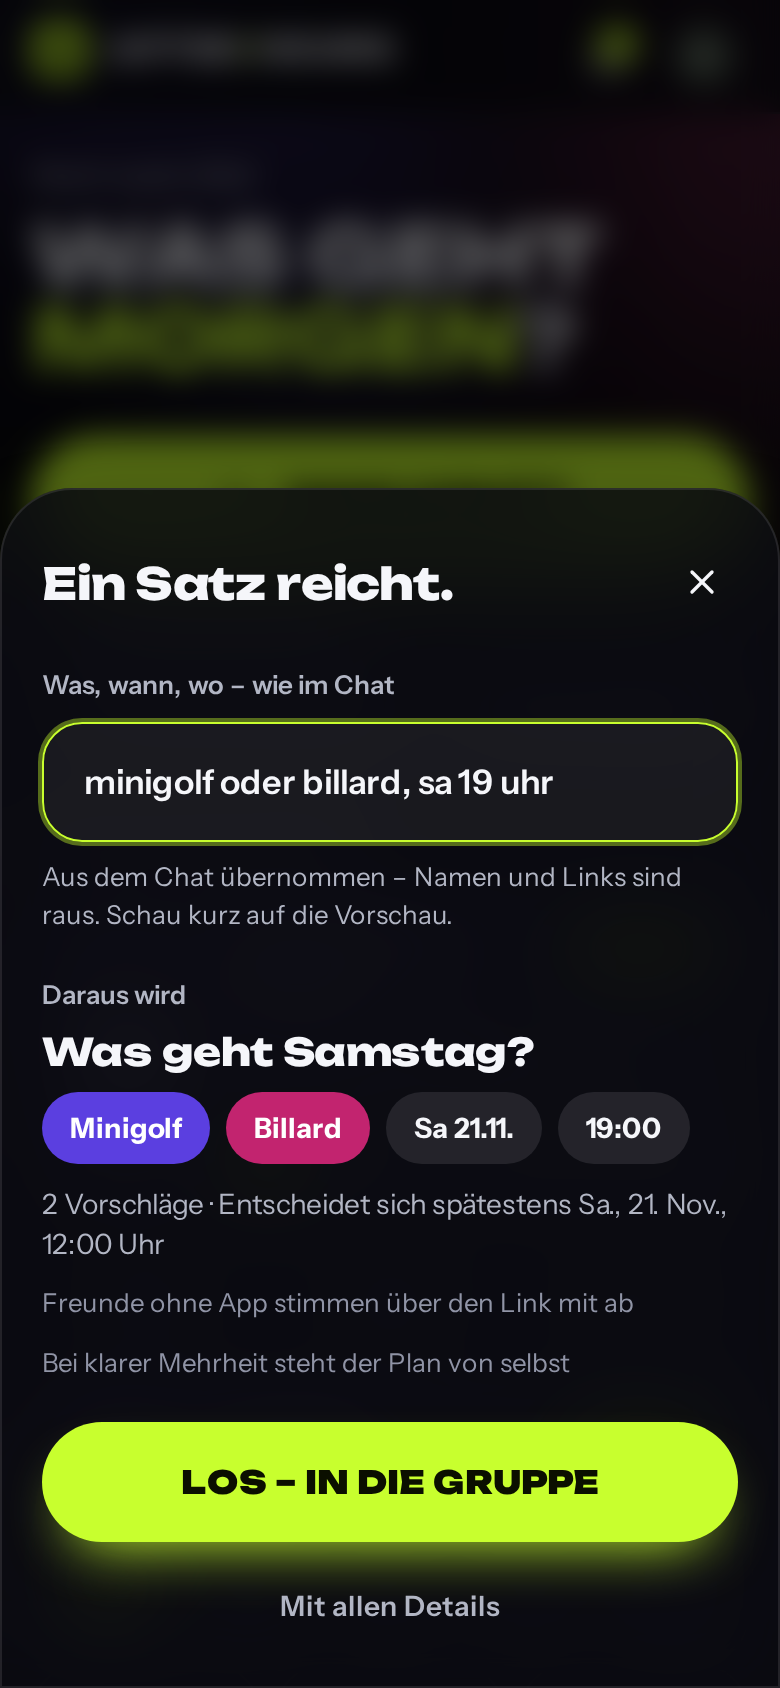 WAS GEHT
MORGEN?
Ein Satz reicht.
Was, wann, wo – wie im Chat
minigolf oder billard, sa 19 uhr
Aus dem Chat übernommen – Namen und Links sind
raus. Schau kurz auf die Vorschau.
Daraus wird
Was geht Samstag?
Minigolf Billard Sa 21.11. 19:00
2 Vorschläge · Entscheidet sich spätestens Sa., 21. Nov.,
12:00 Uhr
Freunde ohne App stimmen über den Link mit ab
Bei klarer Mehrheit steht der Plan von selbst
LOS – IN DIE GRUPPE
Mit allen Details